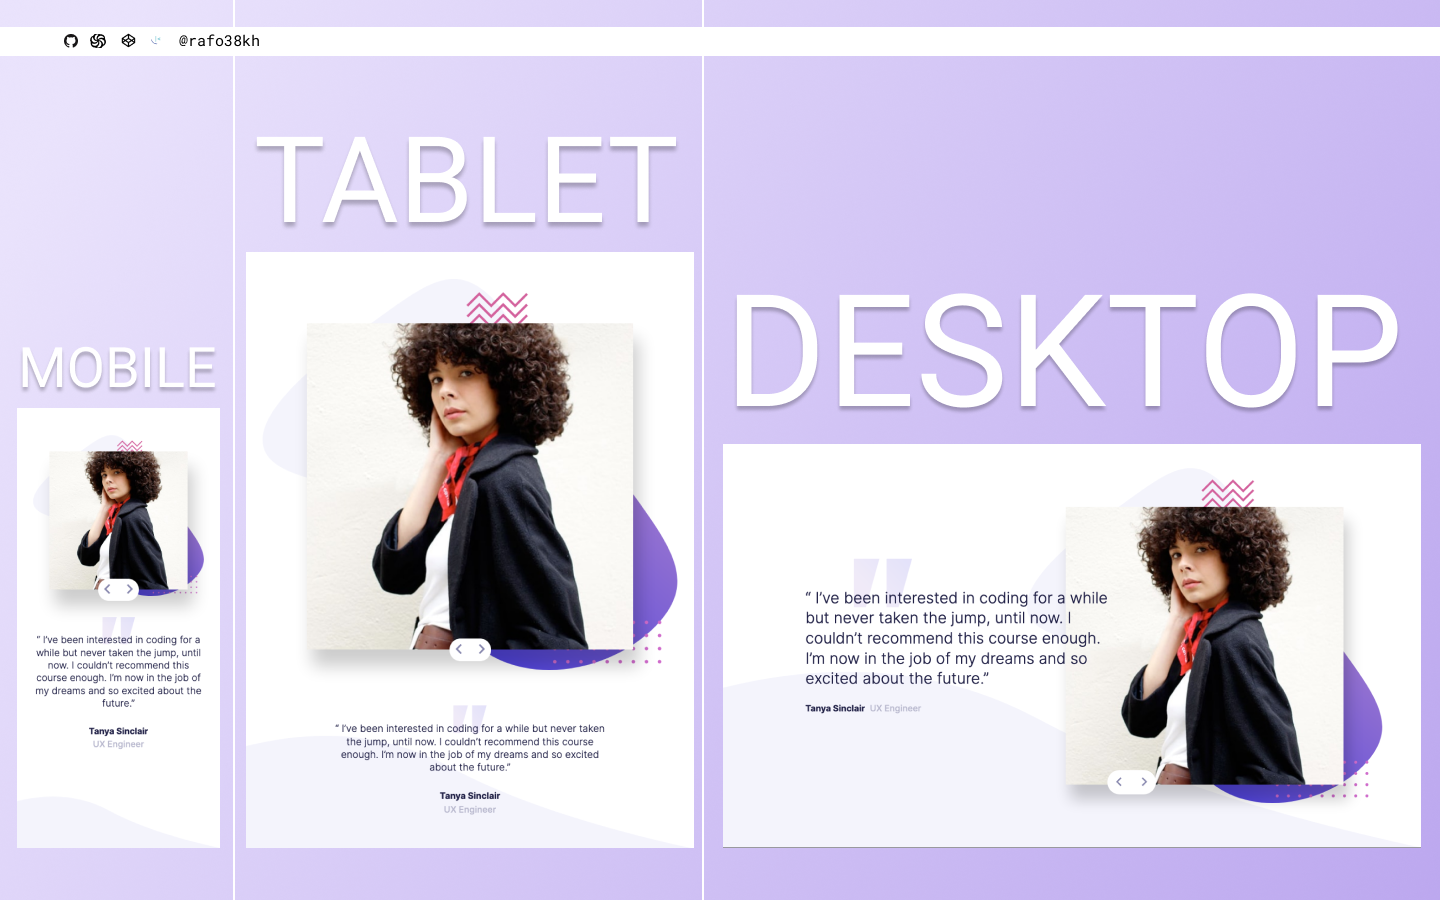 @rafo38kh
MOBILE
“ I’ve been interested in coding for a
while but never taken the jump, until
now. I couldn’t recommend this
course enough. I’m now in the job of
my dreams and so excited about the
future.”
Tanya Sinclair
UX Engineer
TABLET
“ I’ve been interested in coding for a while but never taken
the jump, until now. I couldn’t recommend this course
enough. I’m now in the job of my dreams and so excited
about the future.”
Tanya Sinclair
UX Engineer
DESKTOP
“ I’ve been interested in coding for a while
but never taken the jump, until now. I
couldn’t recommend this course enough.
I’m now in the job of my dreams and so
excited about the future.”
Tanya Sinclair UX Engineer